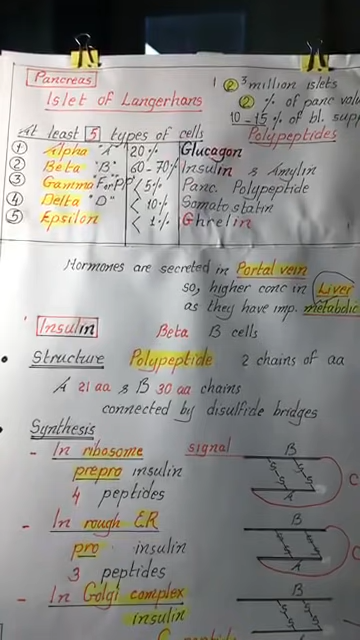 Pancreas
1 ② 3 million islets
Islet of Langerhans
② % of panc
10 - 15 % of bl.
At least 5 types of cells
Polypeptides
① Alpha "A" 20 % Glucagon
② Beta "B" 60 - 70 % Insulin & Amylin
③ Gamma "F or PP" < 5 % Panc. Polypeptide
④ Delta "D" < 10 % Somatostatin
⑤ Epsilon < 1 % Ghrelin
Hormones are secreted in Portal vein
so, higher conc in Liver
as they have imp. metabolic
Insulin Beta B cells
• Structure Polypeptide 2 chains of aa
A 21 aa & B 30 aa chains
connected by disulfide bridges
• Synthesis
- In ribosome signal B
prepro insulin S S S S
4 peptides A C
- In rough ER B
pro insulin S S S S
3 peptides A C
- In Golgi complex B
insulin S S S S